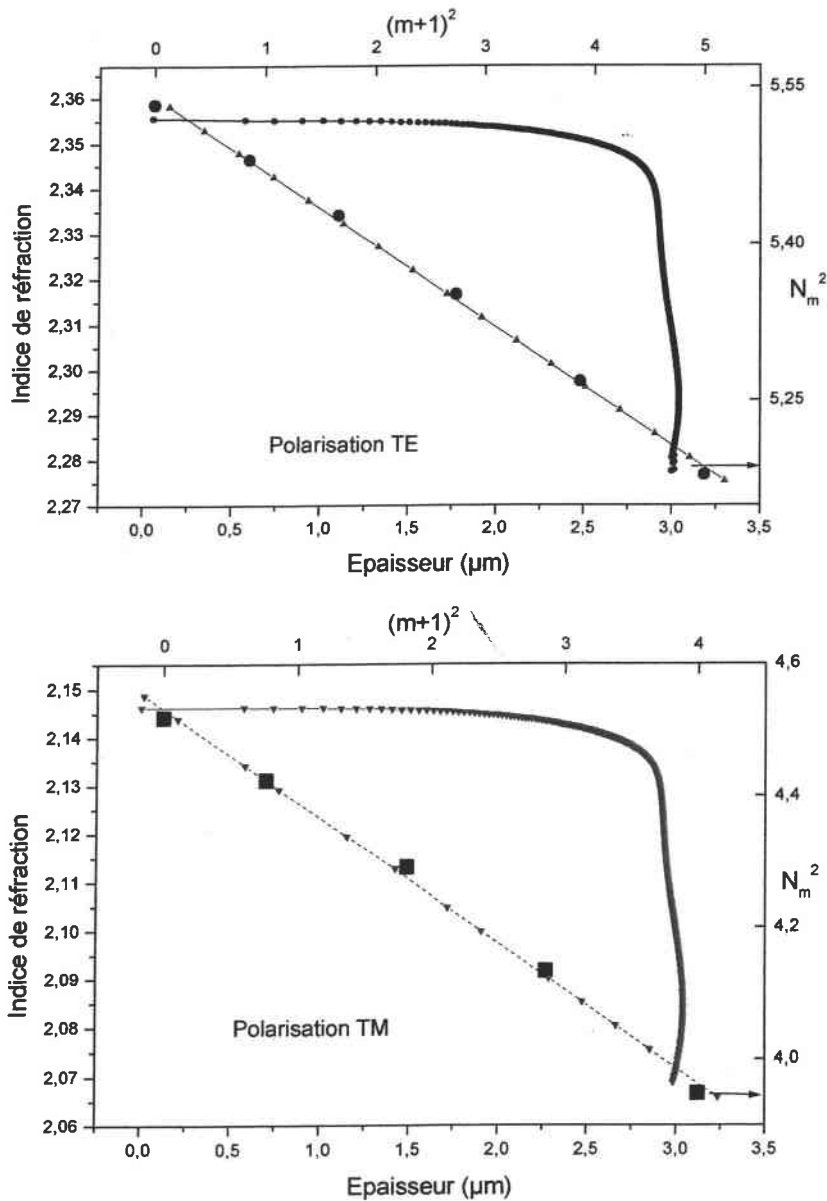 (m+1)²
0 1 2 3 4 5
2,36
2,35
2,34
2,33
2,32
2,31
2,30
2,29
2,28
2,27
Indice de réfraction
5,55
5,40
5,25
Nₘ²
Polarisation TE
0,0 0,5 1,0 1,5 2,0 2,5 3,0 3,5
Epaisseur (µm)
(m+1)²
0 1 2 3 4
2,15
2,14
2,13
2,12
2,11
2,10
2,09
2,08
2,07
2,06
Indice de réfraction
4,6
4,4
4,2
4,0
Nₘ²
Polarisation TM
0,0 0,5 1,0 1,5 2,0 2,5 3,0 3,5
Epaisseur (µm)